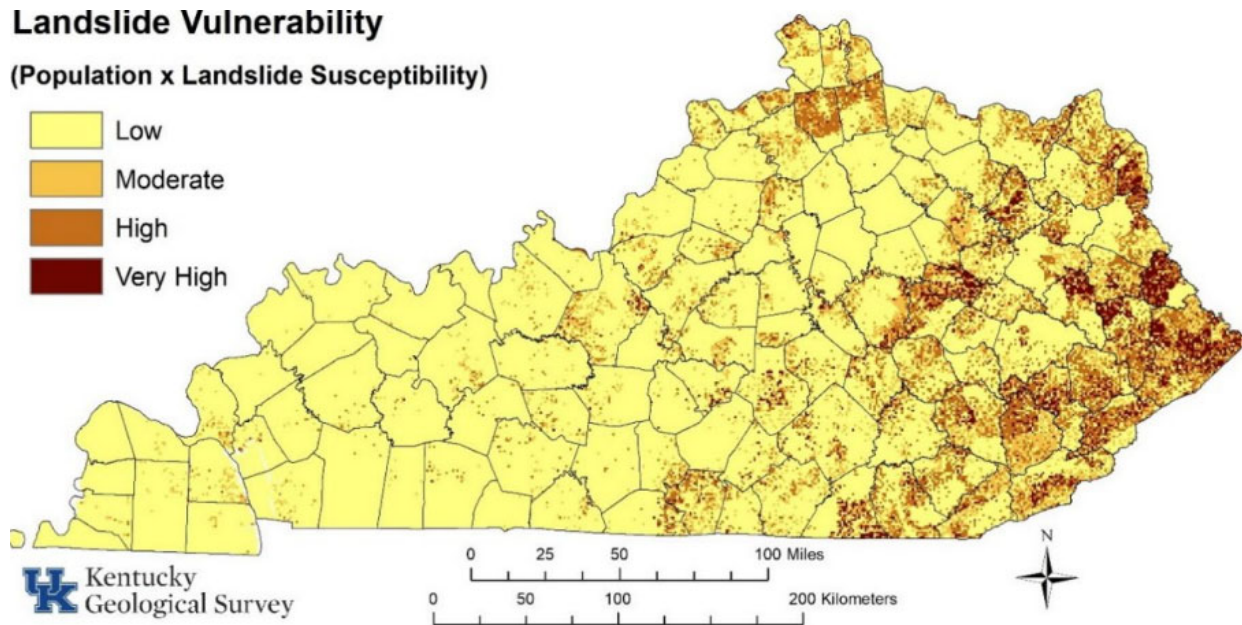 Landslide Vulnerability
(Population x Landslide Susceptibility)
Low
Moderate
High
Very High
N
0 25 50 100 Miles
0 50 100 200 Kilometers
UK Kentucky
Geological Survey